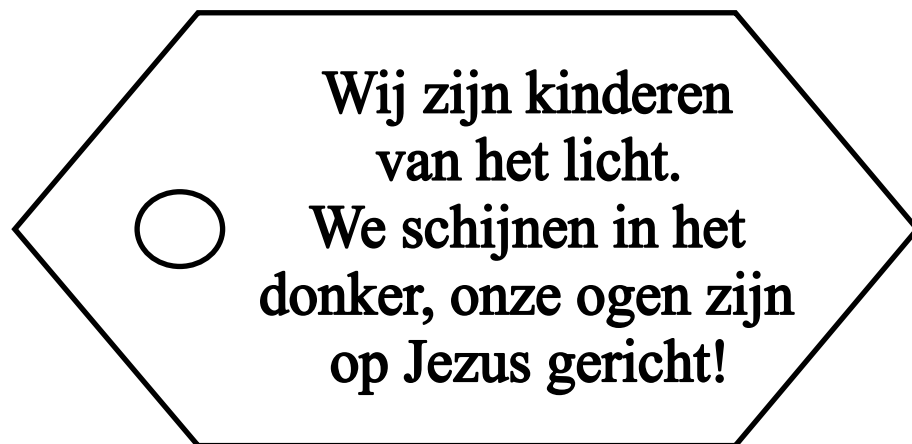 Wij zijn kinderen
van het licht.
We schijnen in het
donker, onze ogen zijn
op Jezus gericht!